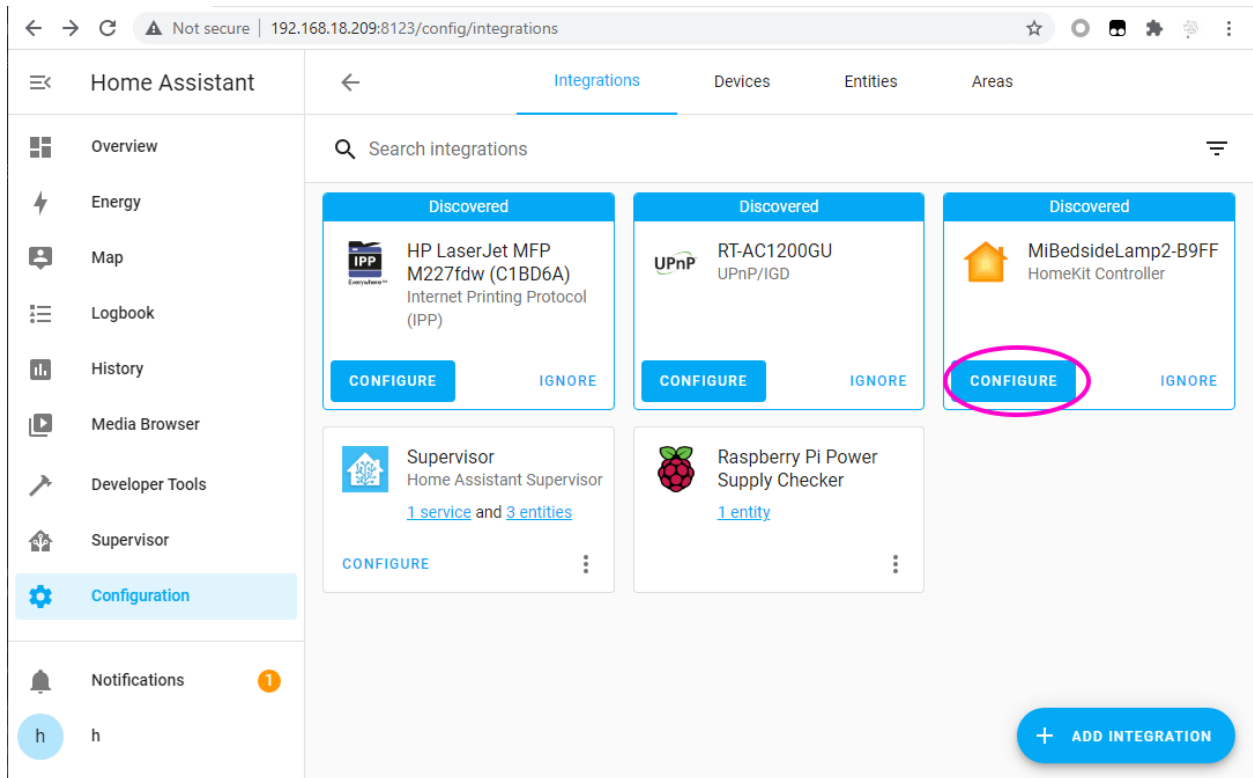 Not secure | 192.168.18.209:8123/config/integrations
Home Assistant
Integrations
Devices
Entities
Areas
Overview
Energy
Map
Logbook
History
Media Browser
Developer Tools
Supervisor
Configuration
Notifications
1
h
h
Search integrations
Discovered
IPP
Everywhere
HP LaserJet MFP
M227fdw (C1BD6A)
Internet Printing Protocol
(IPP)
CONFIGURE
IGNORE
Discovered
UPnP
RT-AC1200GU
UPnP/IGD
CONFIGURE
IGNORE
Discovered
MiBedsideLamp2-B9FF
HomeKit Controller
CONFIGURE
IGNORE
Supervisor
Home Assistant Supervisor
1 service and 3 entities
CONFIGURE
Raspberry Pi Power
Supply Checker
1 entity
+ ADD INTEGRATION